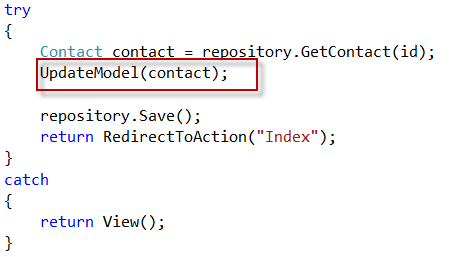 try
{
    Contact contact = repository.GetContact(id);
    UpdateModel(contact);
    repository.Save();
    return RedirectToAction("Index");
}
catch
{
    return View();
}